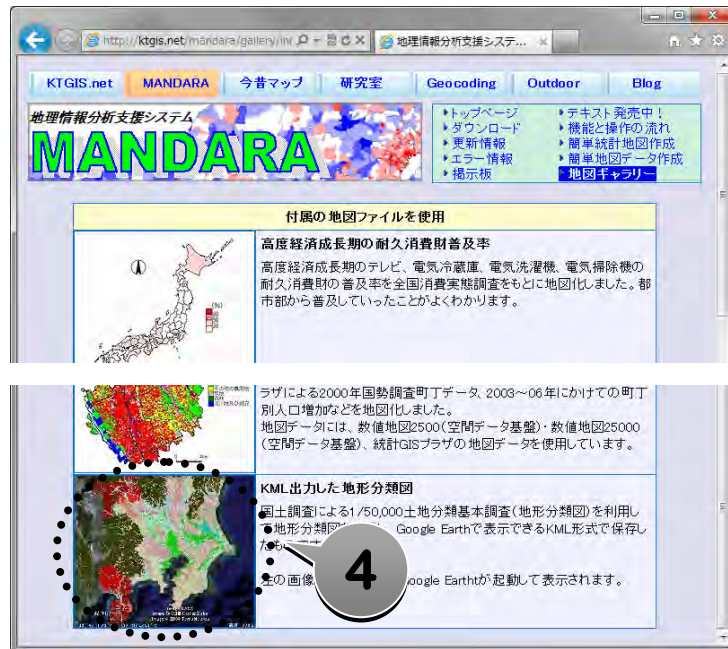 http://ktgis.net/mandara/gallery/in
地理情報分析支援システ...
KTGIS.net MANDARA 今昔マップ 研究室 Geocoding Outdoor Blog
地理情報分析支援システム
MANDARA
トップページ
ダウンロード
更新情報
エラー情報
掲示板
テキスト発売中！
機能と操作の流れ
簡単統計地図作成
簡単地図データ作成
地図ギャラリー
付属の地図ファイルを使用
高度経済成長期の耐久消費財普及率
高度経済成長期のテレビ、電気冷蔵庫、電気洗濯機、電気掃除機の
耐久消費財の普及率を全国消費実態調査をもとに地図化しました。都
市部から普及していったことがよくわかります。
(%)
ラザによる2000年国勢調査町丁データ、2003～06年にかけての町丁
別人口増加などを地図化しました。
地図データには、数値地図2500(空間データ基盤)・数値地図25000
(空間データ基盤)、統計GISプラザの地図データを使用しています。
KML出力した地形分類図
国土調査による1/50,000土地分類基本調査(地形分類図)を利用し
て地形分類図 Google Earthで表示できるKML形式で保存し
たも です
左の画像 oogle Earthtが起動して表示されます。
4